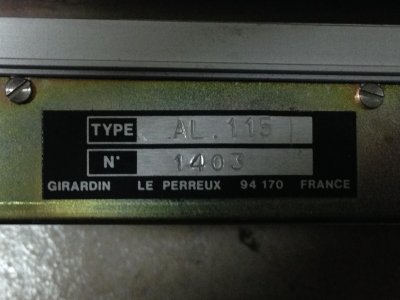 TYPE AL.115
N° 1403
GIRARDIN LE PERREUX 94 170 FRANCE